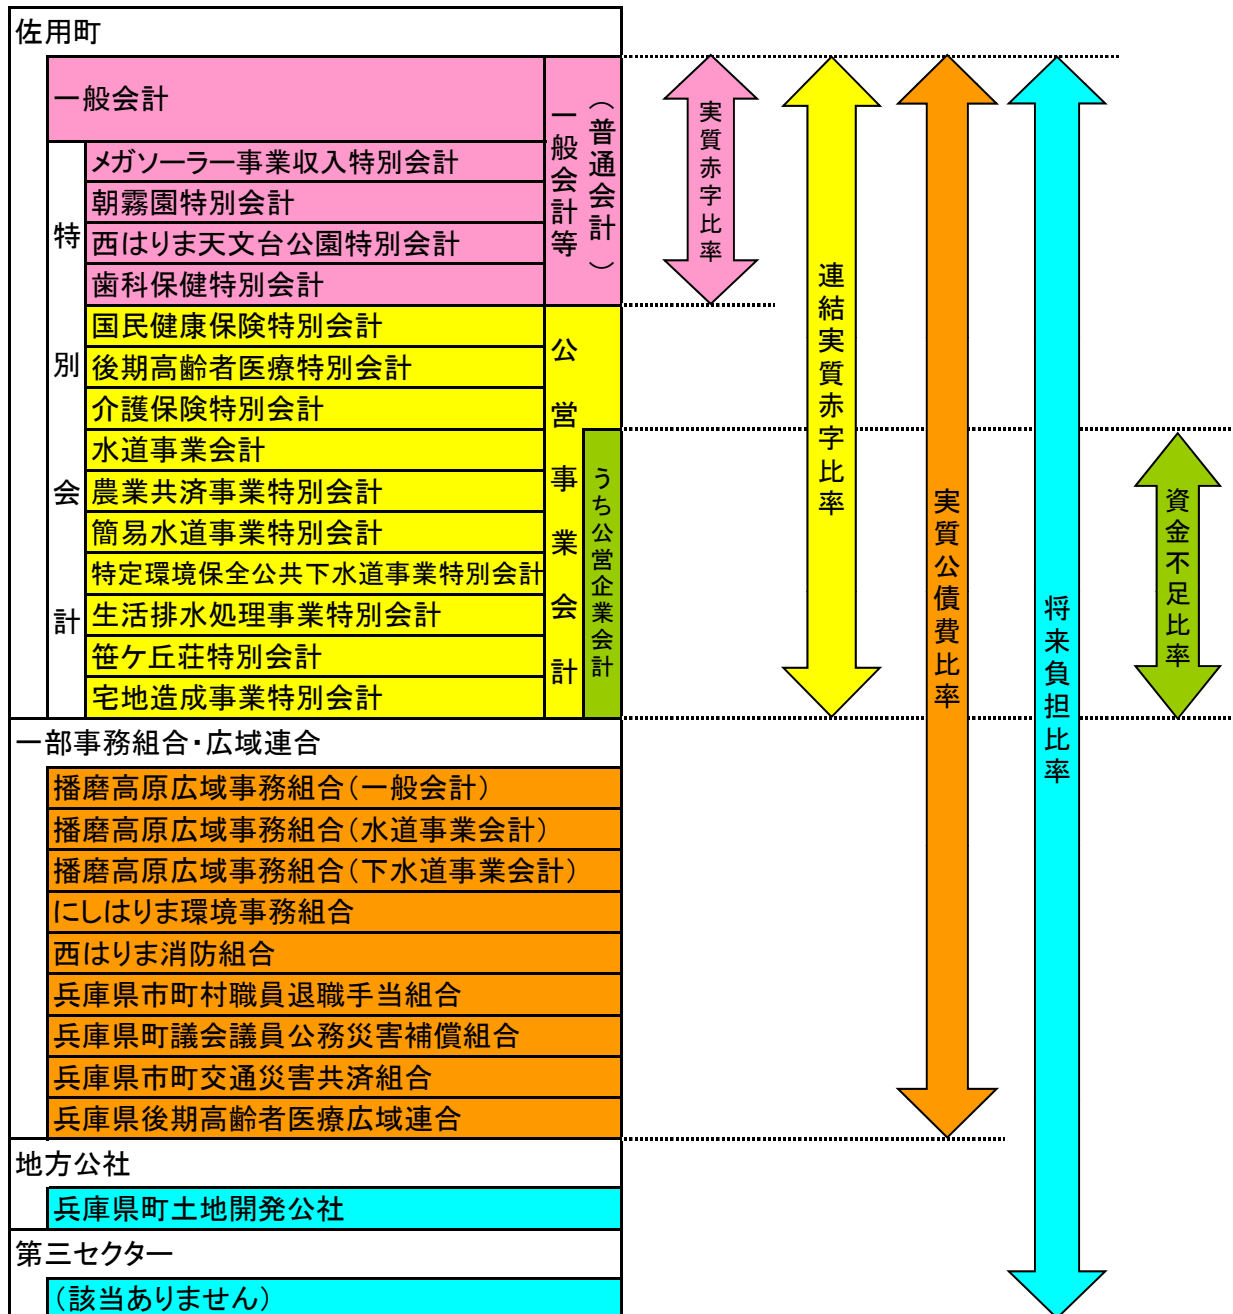 佐用町
一般会計
特別会計
メガソーラー事業収入特別会計
朝霧園特別会計
西はりま天文台公園特別会計
歯科保健特別会計
国民健康保険特別会計
後期高齢者医療特別会計
介護保険特別会計
水道事業会計
農業共済事業特別会計
簡易水道事業特別会計
特定環境保全公共下水道事業特別会計
生活排水処理事業特別会計
笹ケ丘荘特別会計
宅地造成事業特別会計
一般会計等
（普通会計）
公営事業会計
うち公営企業会計
実質赤字比率
連結実質赤字比率
実質公債費比率
将来負担比率
資金不足比率
一部事務組合・広域連合
播磨高原広域事務組合（一般会計）
播磨高原広域事務組合（水道事業会計）
播磨高原広域事務組合（下水道事業会計）
にしはりま環境事務組合
西はりま消防組合
兵庫県市町村職員退職手当組合
兵庫県町議会議員公務災害補償組合
兵庫県市町交通災害共済組合
兵庫県後期高齢者医療広域連合
地方公社
兵庫県町土地開発公社
第三セクター
（該当ありません）